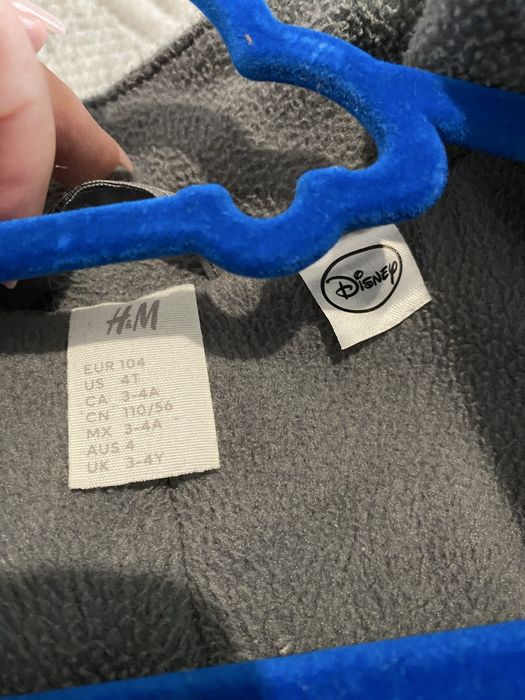 H&M
EUR 104
US 4T
CA 3-4A
CN 110/56
MX 3-4A
AUS 4
UK 3-4Y
Disney